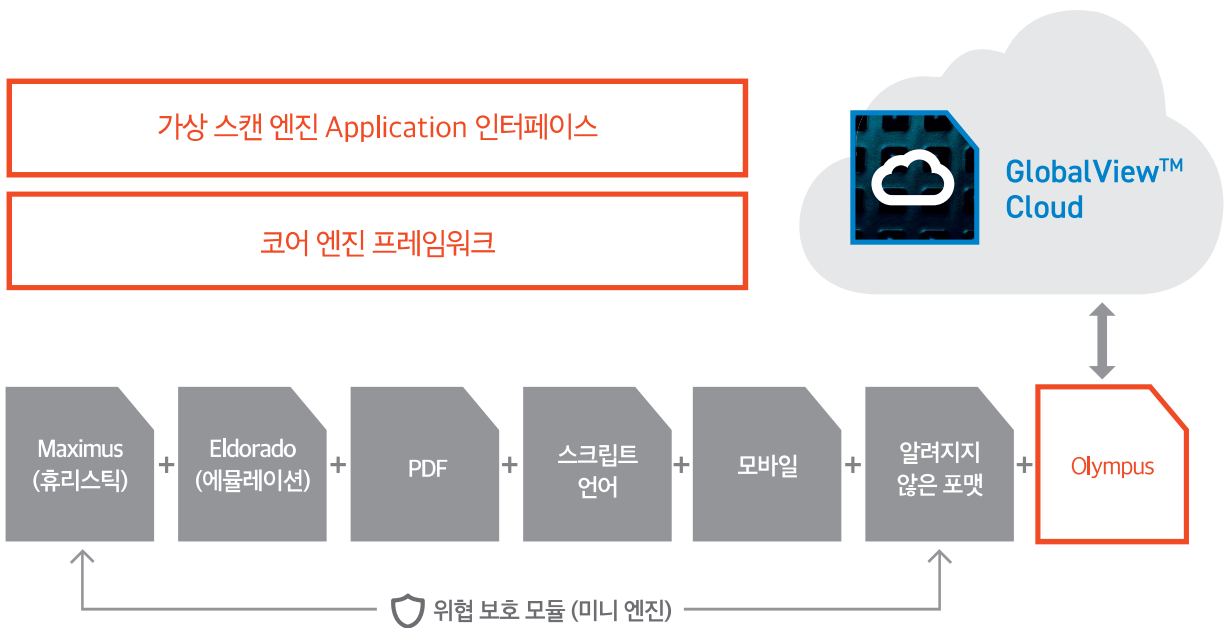 가상 스캔 엔진 Application 인터페이스
코어 엔진 프레임워크
GlobalView™
Cloud
Maximus
(휴리스틱)
+
Eldorado
(에뮬레이션)
+
PDF
+
스크립트
언어
+
모바일
+
알려지지
않은 포맷
+
Olympus
위협 보호 모듈 (미니 엔진)